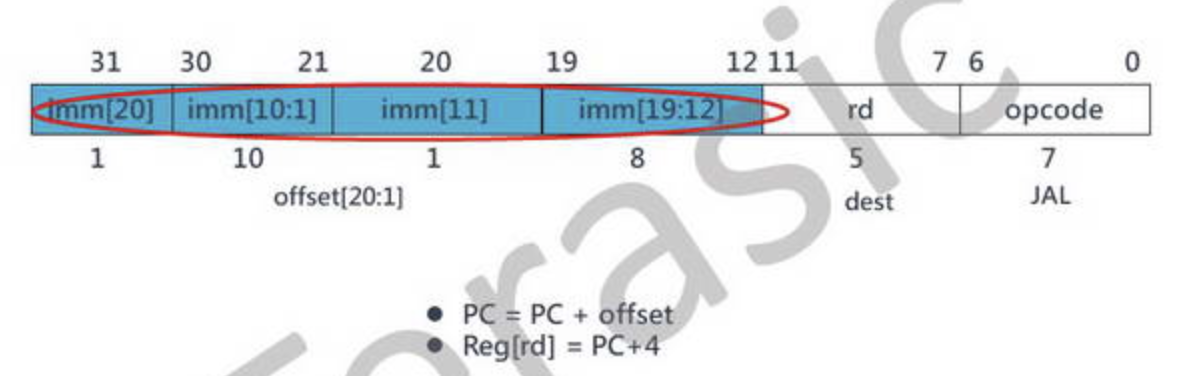 31 30 21 20 19 12 11 7 6 0
imm[20] imm[10:1] imm[11] imm[19:12] rd opcode
1 10 1 8 5 7
offset[20:1] dest JAL
● PC = PC + offset
● Reg[rd] = PC+4
Terasic